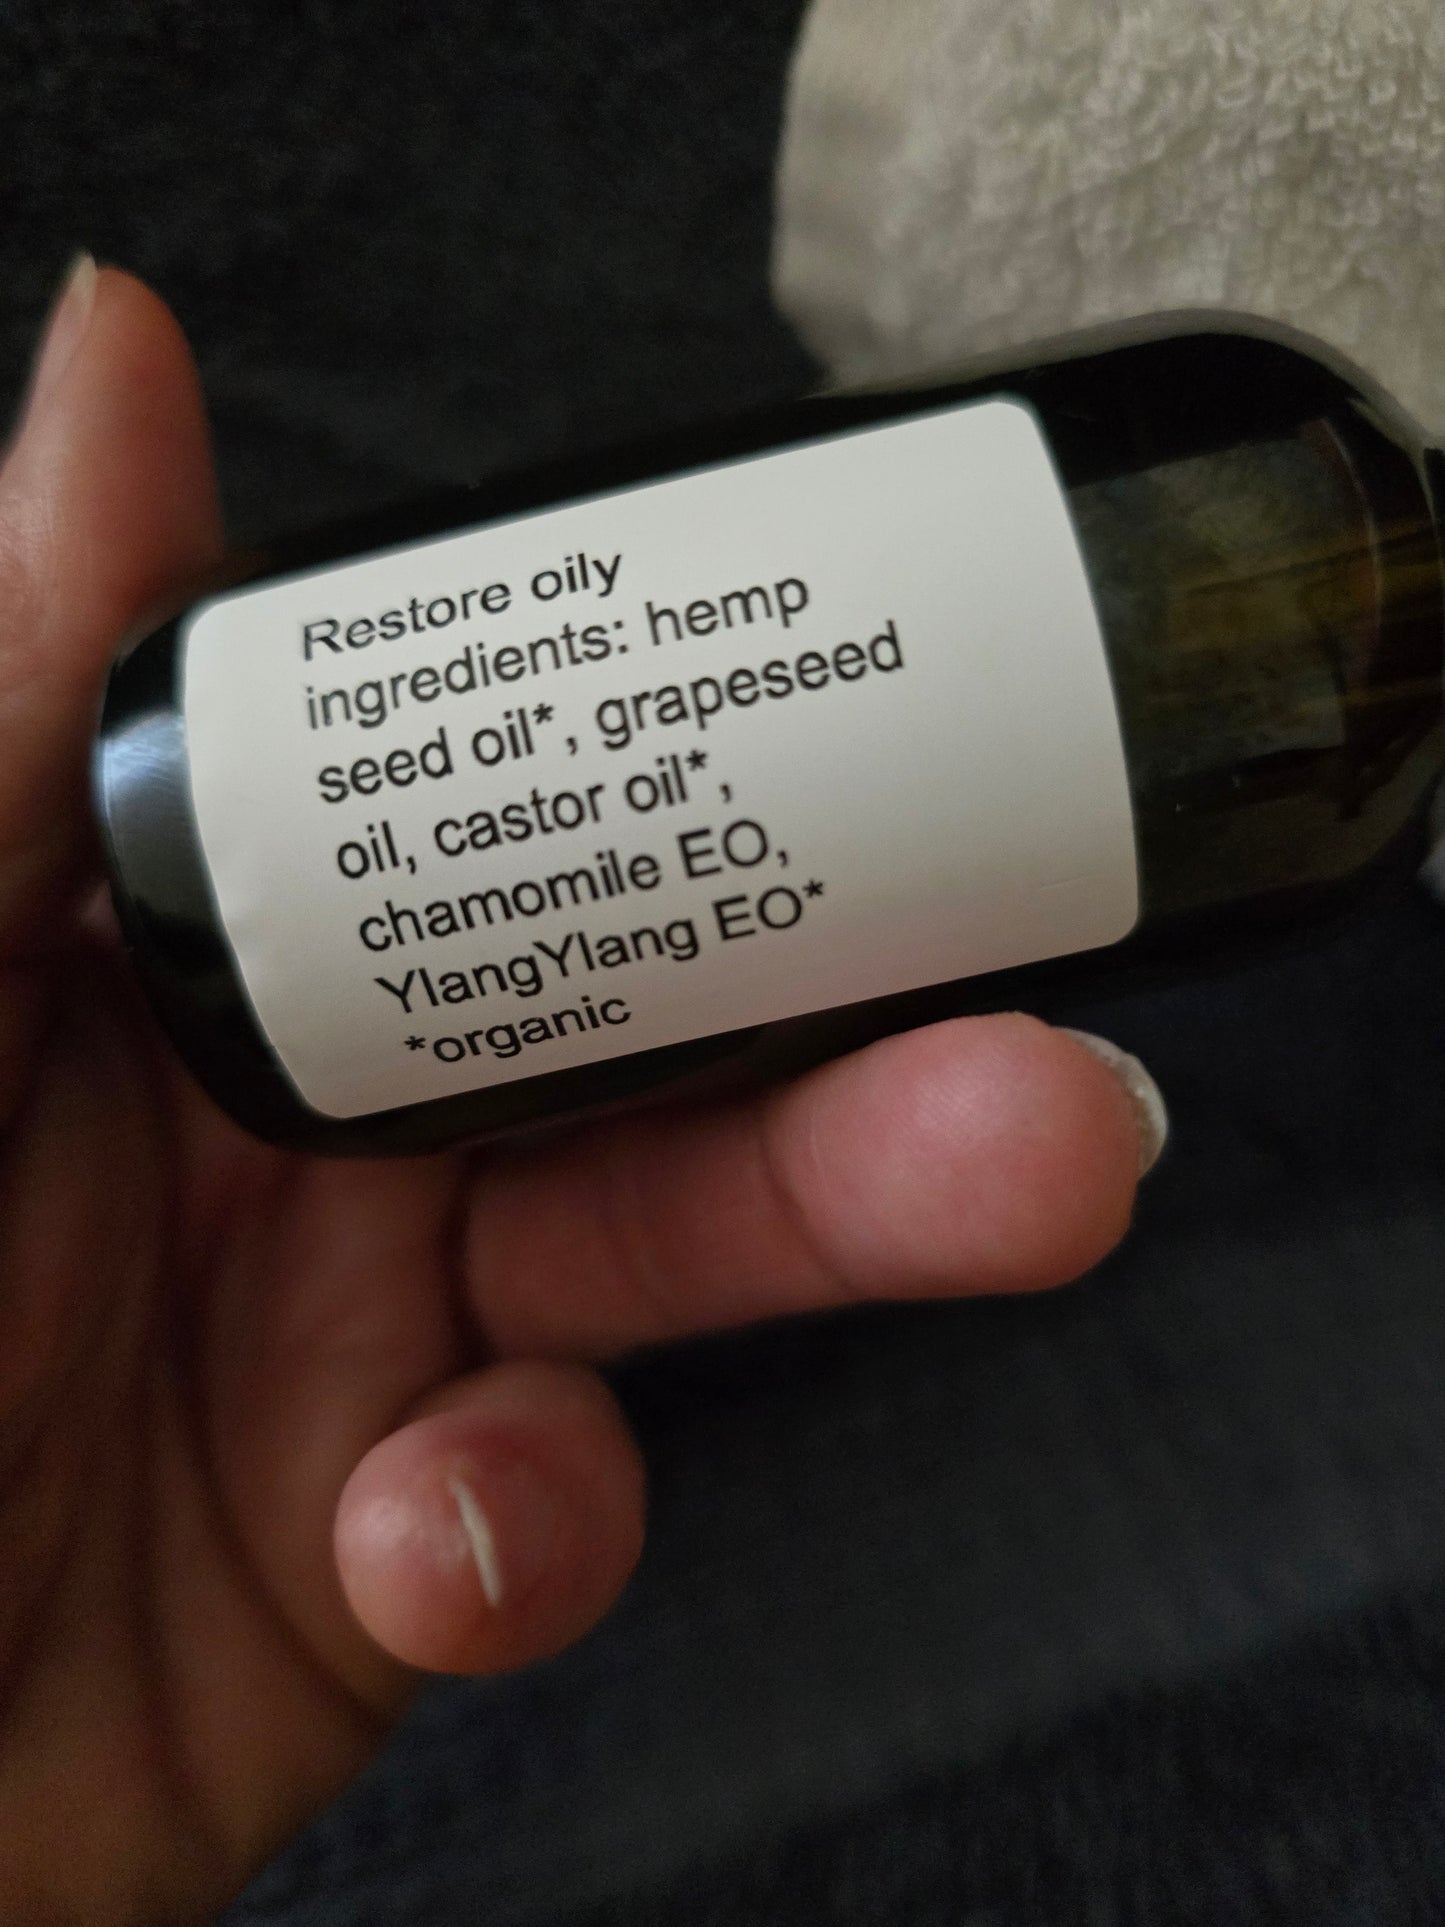 Restore oily
ingredients: hemp
seed oil*, grapeseed
oil, castor oil*,
chamomile EO,
YlangYlang EO*
*organic